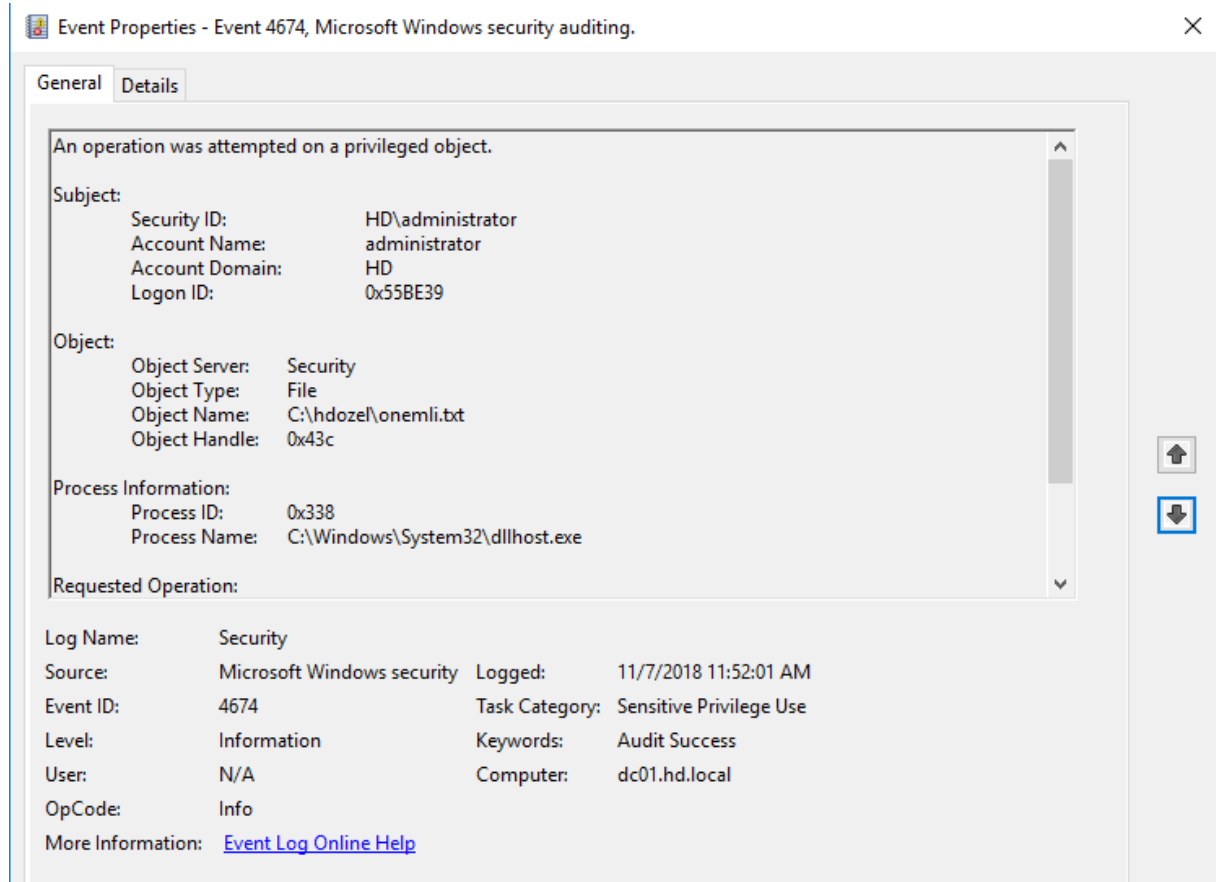 Event Properties - Event 4674, Microsoft Windows security auditing.
General Details
An operation was attempted on a privileged object.
Subject:
Security ID: HD\administrator
Account Name: administrator
Account Domain: HD
Logon ID: 0x55BE39
Object:
Object Server: Security
Object Type: File
Object Name: C:\hdozel\onemli.txt
Object Handle: 0x43c
Process Information:
Process ID: 0x338
Process Name: C:\Windows\System32\dllhost.exe
Requested Operation:
Log Name: Security
Source: Microsoft Windows security Logged: 11/7/2018 11:52:01 AM
Event ID: 4674 Task Category: Sensitive Privilege Use
Level: Information Keywords: Audit Success
User: N/A Computer: dc01.hd.local
OpCode: Info
More Information: Event Log Online Help